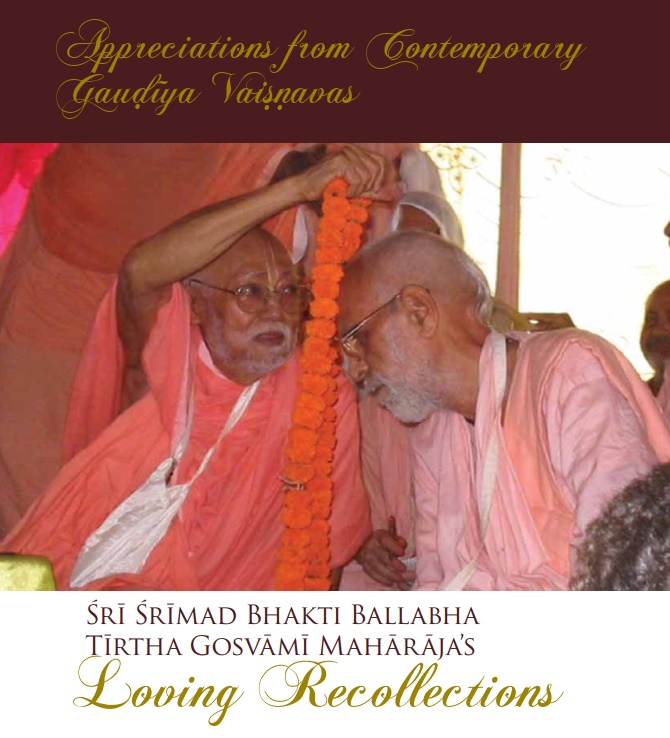 Appreciations from Contemporary
Gauḍīya Vaiṣṇavas
Śrī Śrīmad Bhakti Ballabha
Tīrtha Gosvāmī Mahārāja’s
Loving Recollections